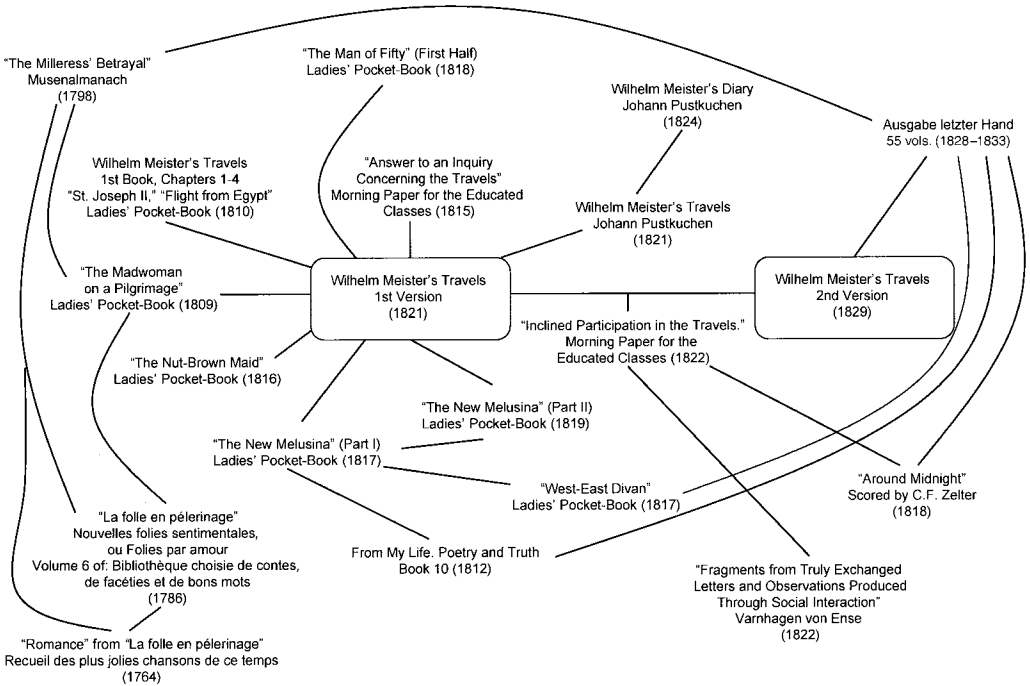 “The Milleress’ Betrayal”
Musenalmanach
(1798)
“The Man of Fifty” (First Half)
Ladies’ Pocket-Book (1818)
Wilhelm Meister’s Diary
Johann Pustkuchen
(1824)
Ausgabe letzter Hand
55 vols. (1828–1833)
Wilhelm Meister’s Travels
1st Book, Chapters 1-4
“St. Joseph II,” “Flight from Egypt”
Ladies’ Pocket-Book (1810)
“Answer to an Inquiry
Concerning the Travels”
Morning Paper for the Educated
Classes (1815)
Wilhelm Meister’s Travels
Johann Pustkuchen
(1821)
“The Madwoman
on a Pilgrimage”
Ladies’ Pocket-Book (1809)
Wilhelm Meister’s Travels
1st Version
(1821)
Wilhelm Meister’s Travels
2nd Version
(1829)
“Inclined Participation in the Travels.”
Morning Paper for the
Educated Classes (1822)
“The Nut-Brown Maid”
Ladies’ Pocket-Book (1816)
“The New Melusina” (Part II)
Ladies’ Pocket-Book (1819)
“The New Melusina” (Part I)
Ladies’ Pocket-Book (1817)
“West-East Divan”
Ladies’ Pocket-Book (1817)
“Around Midnight”
Scored by C.F. Zelter
(1818)
“La folle en pélerinage”
Nouvelles folies sentimentales,
ou Folies par amour
Volume 6 of: Bibliothèque choisie de contes,
de facéties et de bons mots
(1786)
From My Life. Poetry and Truth
Book 10 (1812)
“Fragments from Truly Exchanged
Letters and Observations Produced
Through Social Interaction”
Varnhagen von Ense
(1822)
“Romance” from “La folle en pélerinage”
Recueil des plus jolies chansons de ce temps
(1764)